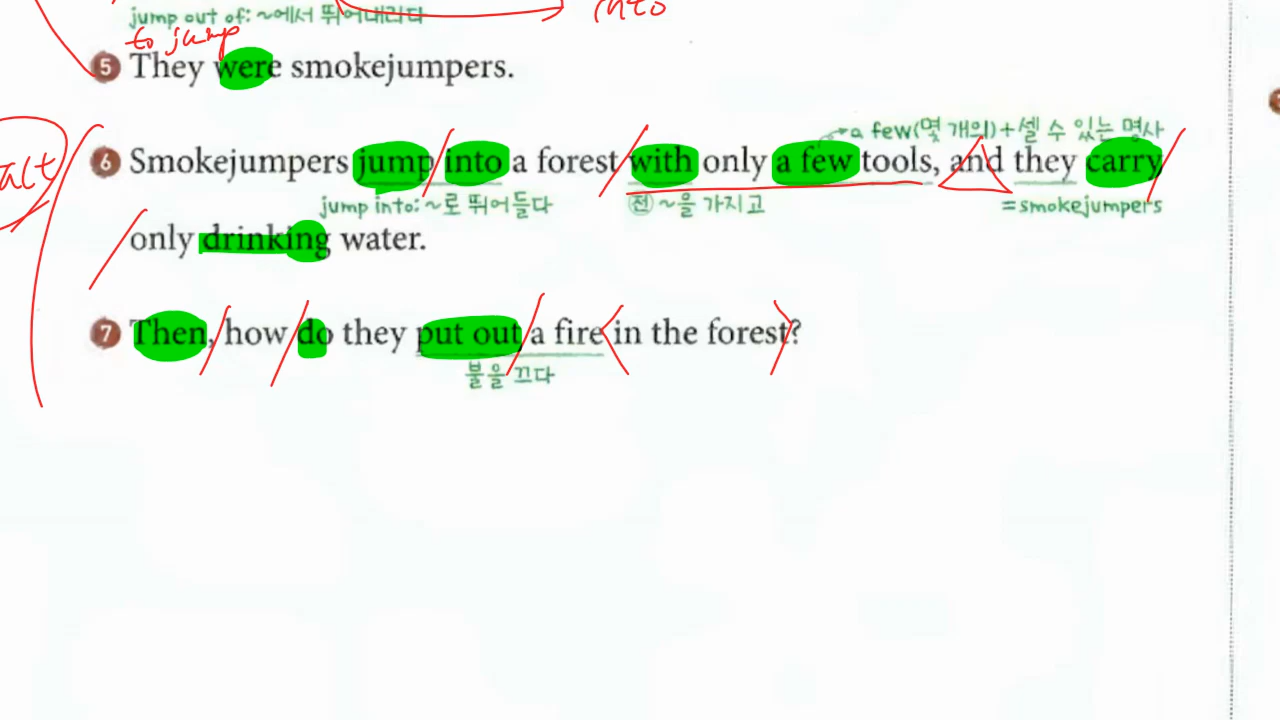 jump out of: ~에서 뛰어내리다
into
to jump
5 They were smokejumpers.
a few(몇 개의)+셀 수 있는 명사
6 Smokejumpers jump into a forest with only a few tools, and they carry
jump into: ~로 뛰어들다 전 ~을 가지고 =smokejumpers
only drinking water.
7 Then, how do they put out a fire in the forest?
불을 끄다